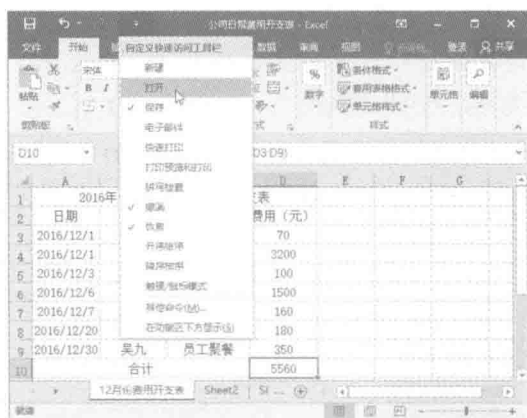 公司日常费用开支表 - Excel
文件 开始 数据 审阅 视图 登录 共享
粘贴 宋体 B I % 数字 条件格式 套用表格格式 单元格样式 单元格 编辑
剪贴板 样式
自定义快速访问工具栏
新建
打开
✓ 保存
电子邮件
快速打印
打印预览和打印
拼写检查
✓ 撤消
✓ 恢复
升序排序
降序排序
触摸/鼠标模式
其他命令(M)...
在功能区下方显示(S)
D10 D3:D9)
A D E F G
1 2016年 支表
2 日期 费用（元）
3 2016/12/1 70
4 2016/12/1 3200
5 2016/12/3 100
6 2016/12/6 1500
7 2016/12/7 160
8 2016/12/20 180
9 2016/12/30 吴九 员工聚餐 350
10 合计 5560
12月份费用开支表 Sheet2 Sl ...
就绪